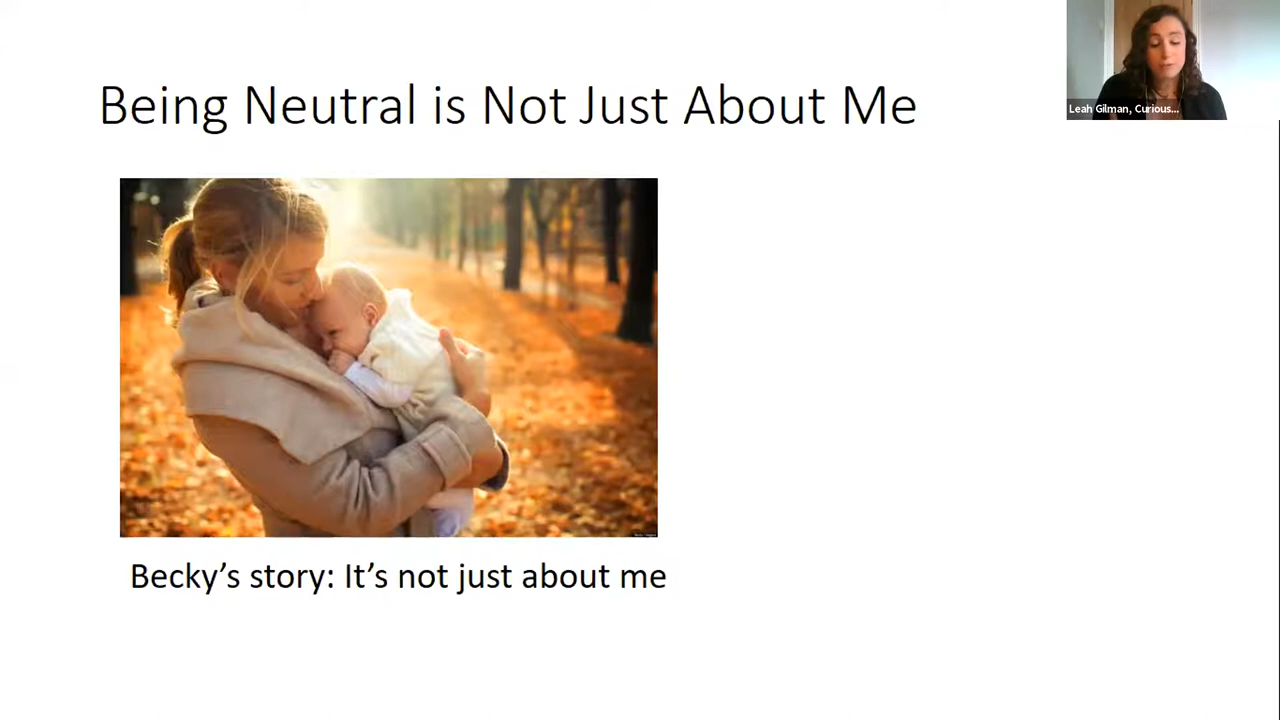 Being Neutral is Not Just About Me
Leah Gilman, Curious...
Becky’s story: It’s not just about me